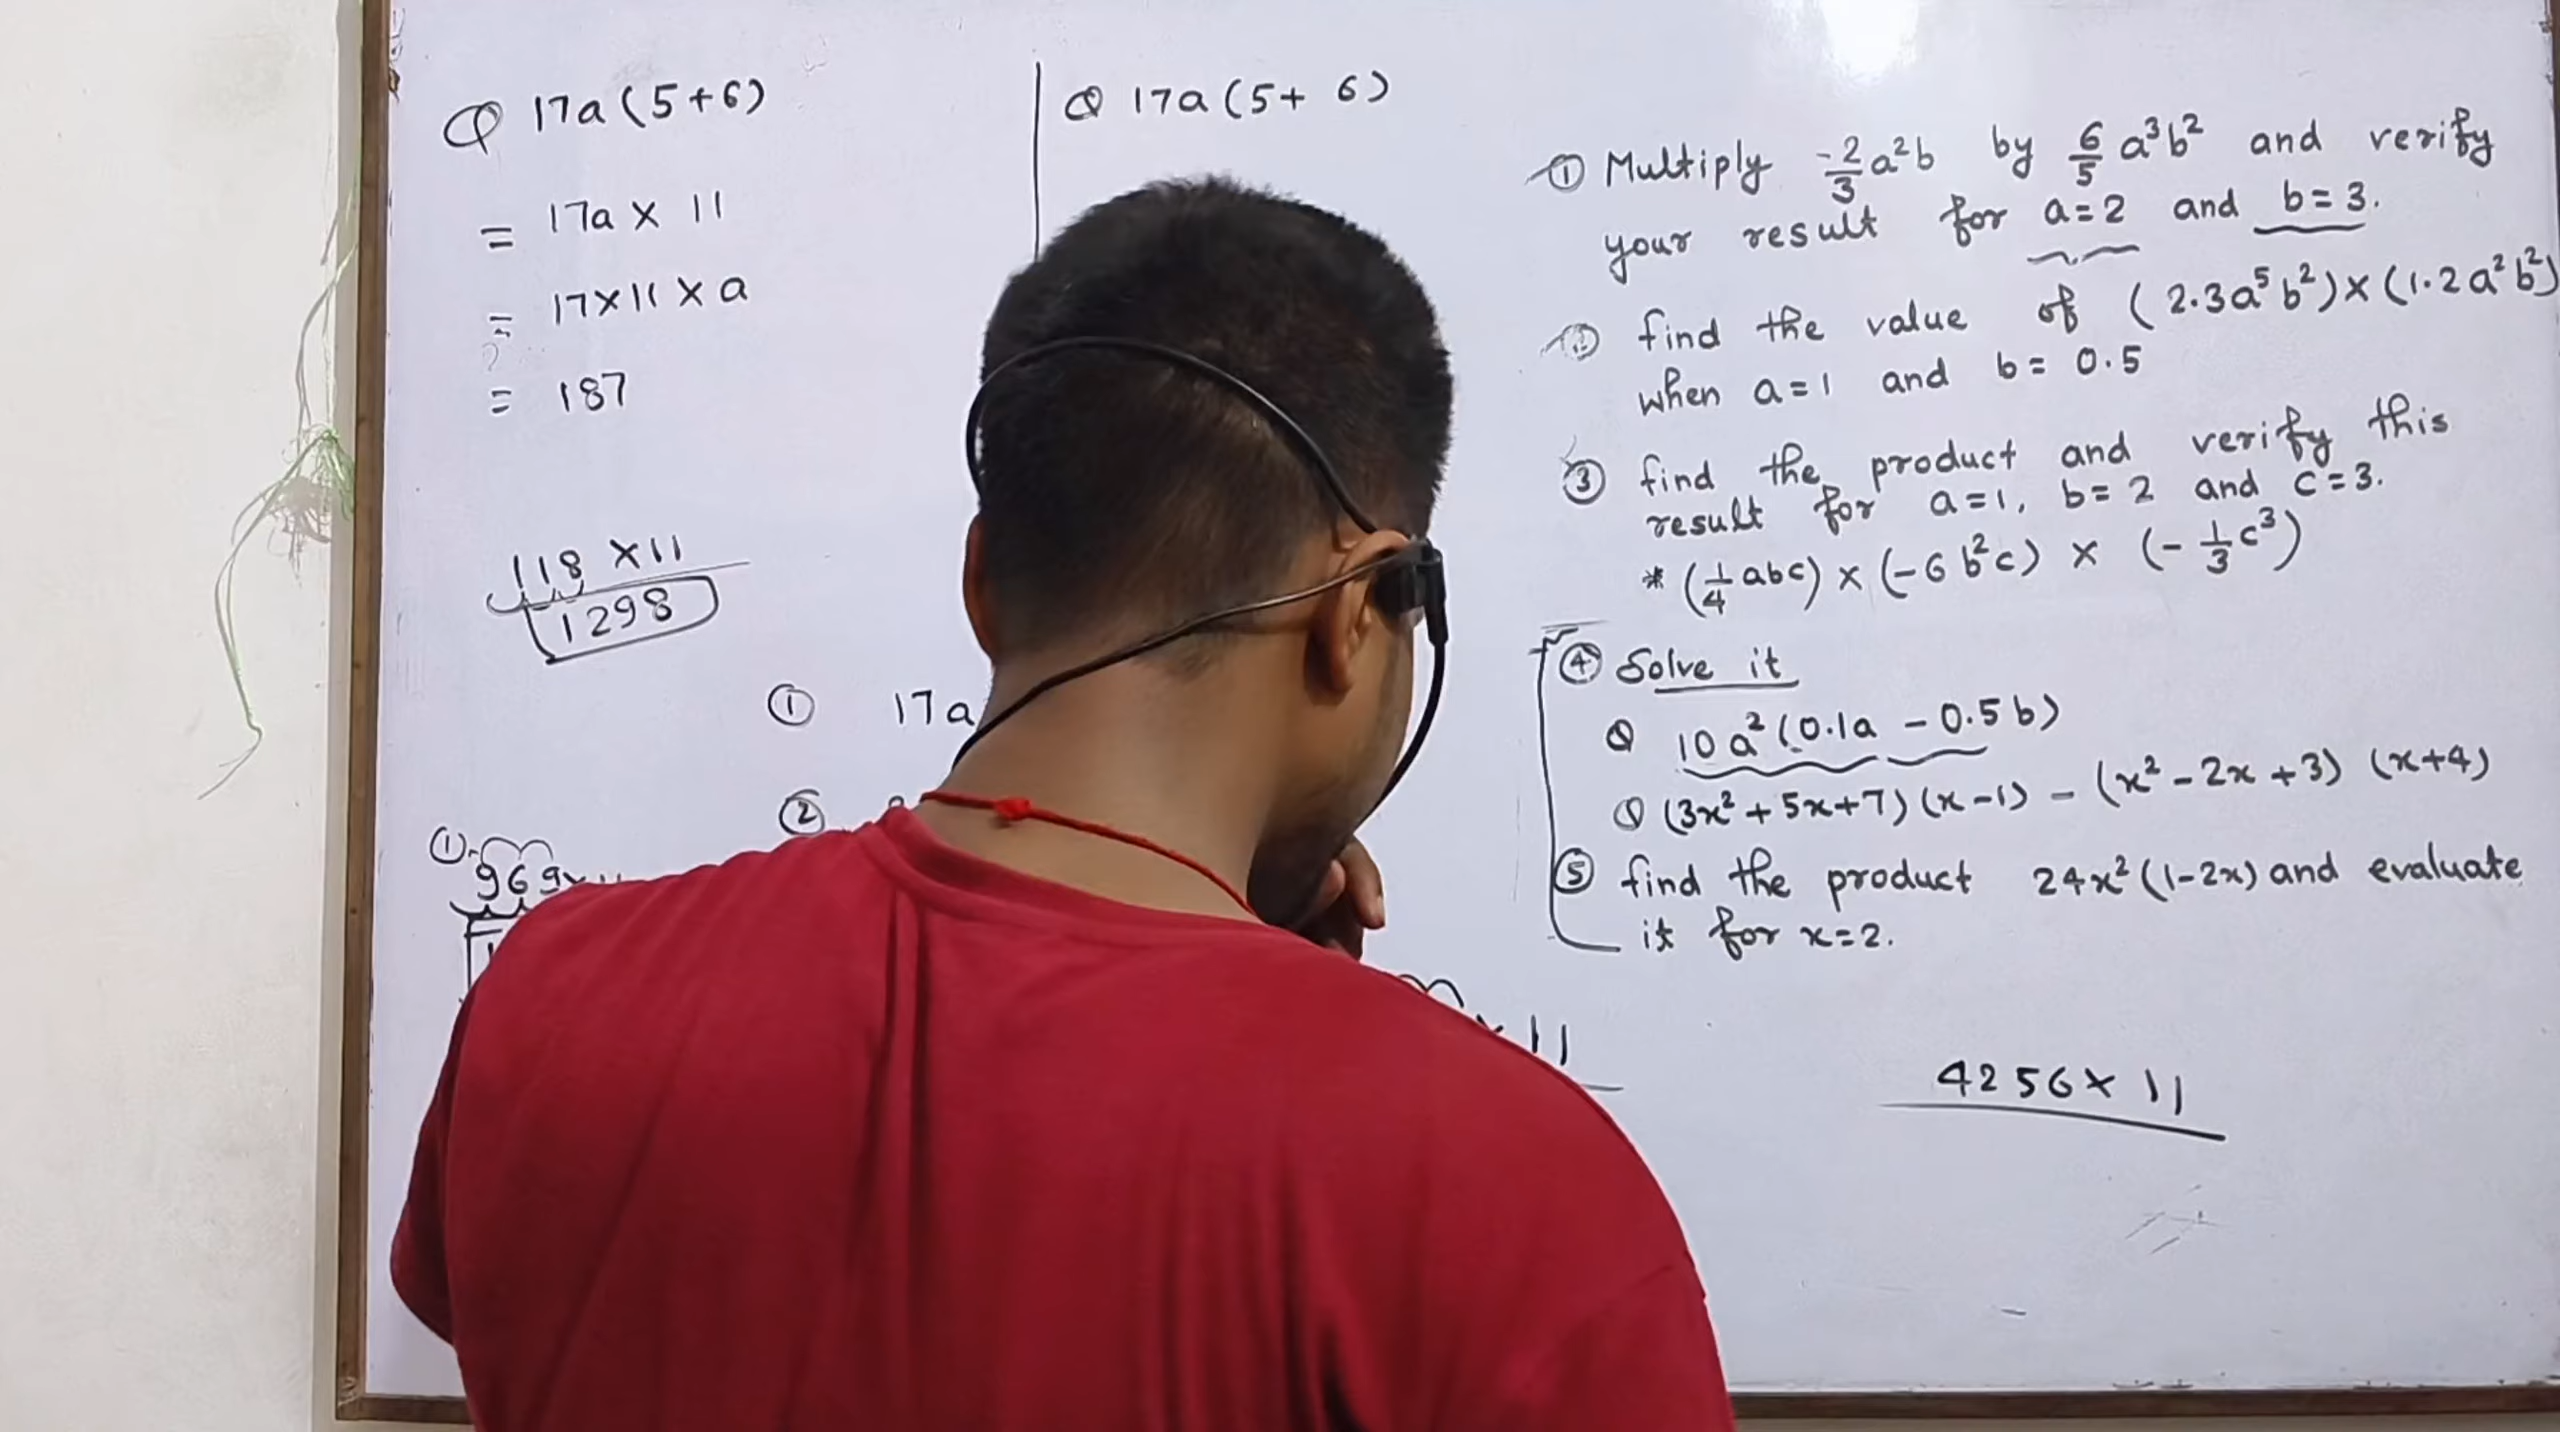 Q 17a (5+6)
= 17a × 11
= 17×11 × a
= 187
118 ×11
1298
① 17a
②
①
969×
Q 17a (5+ 6)
① Multiply -2/3 a²b by 6/5 a³b² and verify
your result for a=2 and b=3.
② find the value of (2.3a⁵b²)×(1.2a²b²)
when a=1 and b= 0.5
③ find the product and verify this
result for a=1, b=2 and c=3.
* (1/4 abc) × (-6b²c) × (- 1/3 c³)
④ Solve it
Q 10a²(0.1a - 0.5b)
Q (3x² + 5x+7) (x-1) - (x² - 2x +3) (x+4)
⑤ find the product 24x² (1-2x) and evaluate
it for x=2.
× 11
4256× 11